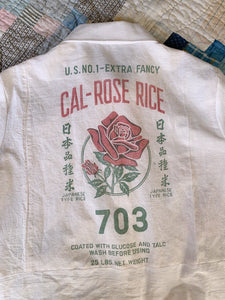 U.S. NO.1-EXTRA FANCY
CAL-ROSE RICE
日本品種米
日本品種米
JAPANESE
TYPE RICE
JAPANESE
TYPE RICE
703
COATED WITH GLUCOSE AND TALC
WASH BEFORE USING
25 LBS. NET WEIGHT